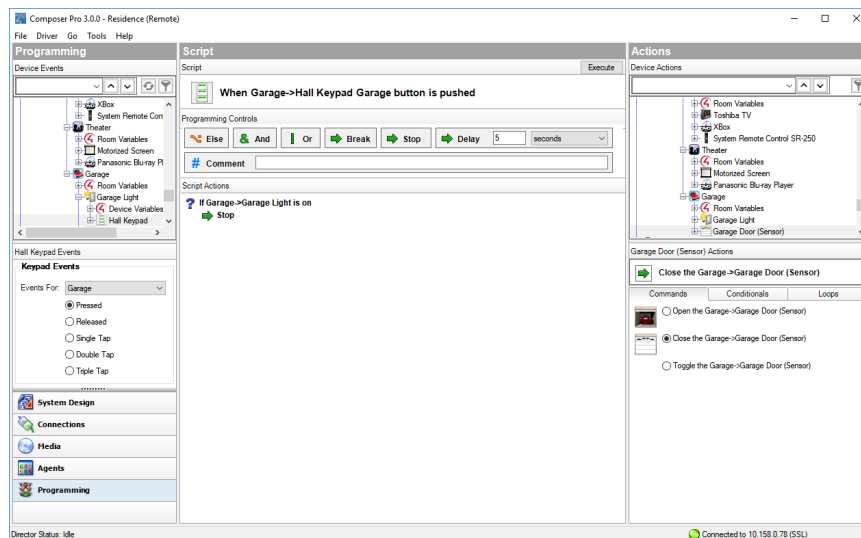 Composer Pro 3.0.0 - Residence (Remote)
File Driver Go Tools Help
Programming
Device Events
XBox
System Remote Con
Theater
Room Variables
Motorized Screen
Panasonic Blu-ray Pl
Garage
Room Variables
Garage Light
Device Variables
Hall Keypad
Hall Keypad Events
Keypad Events
Events For: Garage
Pressed
Released
Single Tap
Double Tap
Triple Tap
System Design
Connections
Media
Agents
Programming
Script
Script Execute
When Garage->Hall Keypad Garage button is pushed
Programming Controls
Else & And Or Break Stop Delay 5 seconds
# Comment
Script Actions
? If Garage->Garage Light is on
Stop
Actions
Device Actions
Room Variables
Toshiba TV
XBox
System Remote Control SR-250
Theater
Room Variables
Motorized Screen
Panasonic Blu-ray Player
Garage
Room Variables
Garage Light
Garage Door (Sensor)
Garage Door (Sensor) Actions
Close the Garage->Garage Door (Sensor)
Commands Conditionals Loops
Open the Garage->Garage Door (Sensor)
Close the Garage->Garage Door (Sensor)
Toggle the Garage->Garage Door (Sensor)
Director Status: Idle
Connected to 10.158.0.78 (SSL)